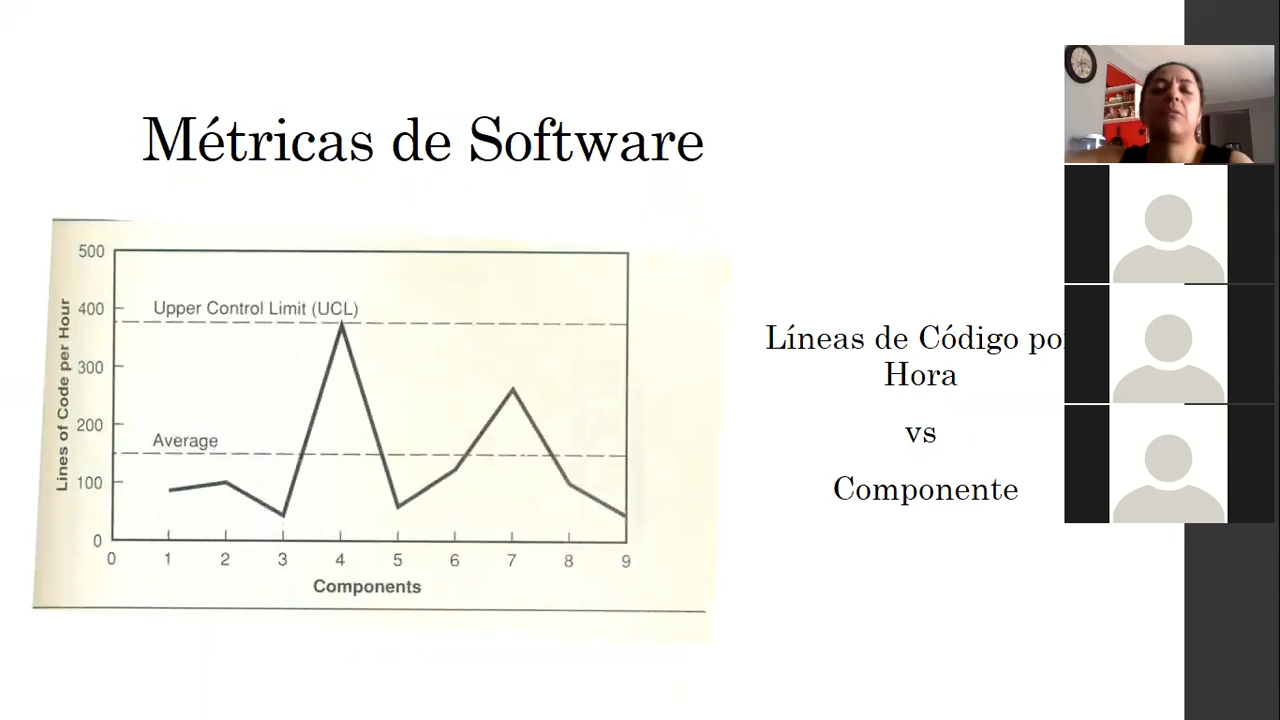 Métricas de Software
500
Upper Control Limit (UCL)
400
300
200
Average
100
0
Lines of Code per Hour
0 1 2 3 4 5 6 7 8 9
Components
Líneas de Código
Hora
vs
Componente